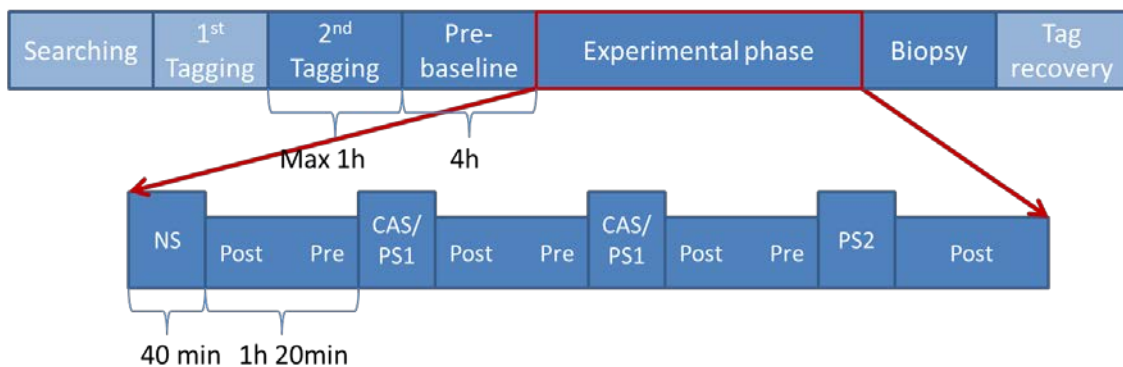 Searching
1st
Tagging
2nd
Tagging
Pre-
baseline
Experimental phase
Biopsy
Tag
recovery
Max 1h
4h
NS
Post
Pre
CAS/
PS1
Post
Pre
CAS/
PS1
Post
Pre
PS2
Post
40 min
1h 20min